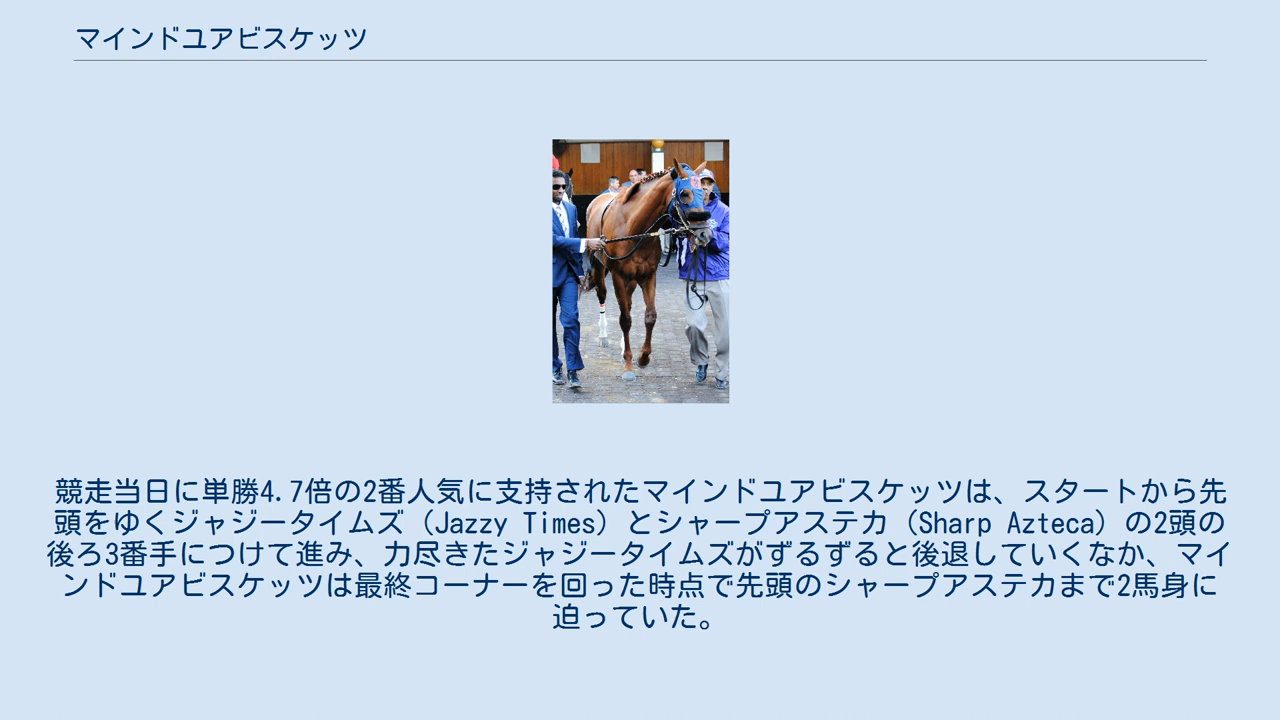 マインドユアビスケッツ
競走当日に単勝4.7倍の2番人気に支持されたマインドユアビスケッツは、スタートから先
頭をゆくジャジータイムズ（Jazzy Times）とシャープアステカ（Sharp Azteca）の2頭の
後ろ3番手につけて進み、力尽きたジャジータイムズがずるずると後退していくなか、マイ
ンドユアビスケッツは最終コーナーを回った時点で先頭のシャープアステカまで2馬身に
迫っていた。